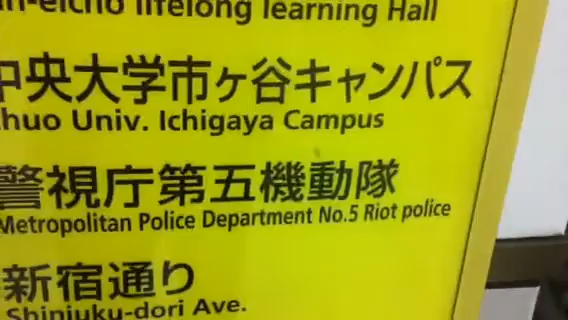 n-eicho lifelong learning Hall
中央大学市ヶ谷キャンパス
huo Univ. Ichigaya Campus
警視庁第五機動隊
Metropolitan Police Department No.5 Riot police
新宿通り
Shinjuku-dori Ave.